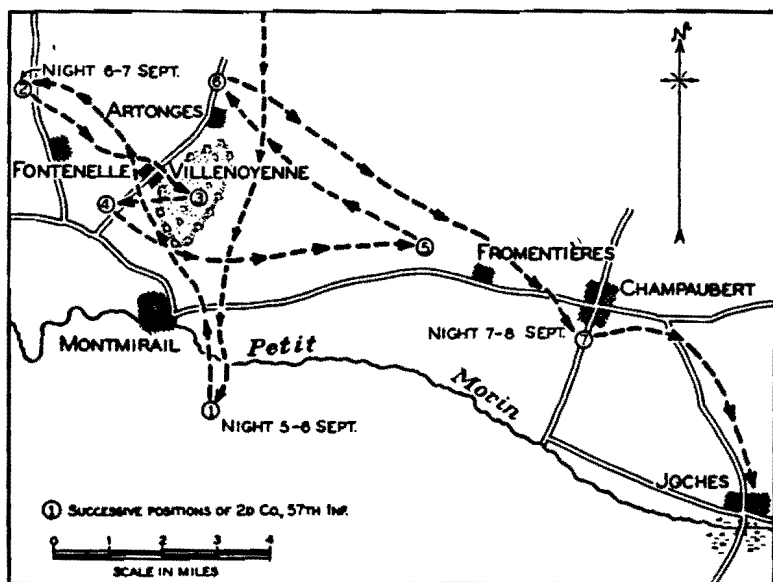 N
NIGHT 6-7 SEPT.
2
6
ARTONGES
FONTENELLE
VILLENOYENNE
4
3
5
FROMENTIÈRES
CHAMPAUBERT
NIGHT 7-8 SEPT.
7
MONTMIRAIL
Petit
Morin
1
NIGHT 5-6 SEPT.
JOCHES
1 SUCCESSIVE POSITIONS OF 2D CO., 57TH INF.
0 1 2 3 4
SCALE IN MILES